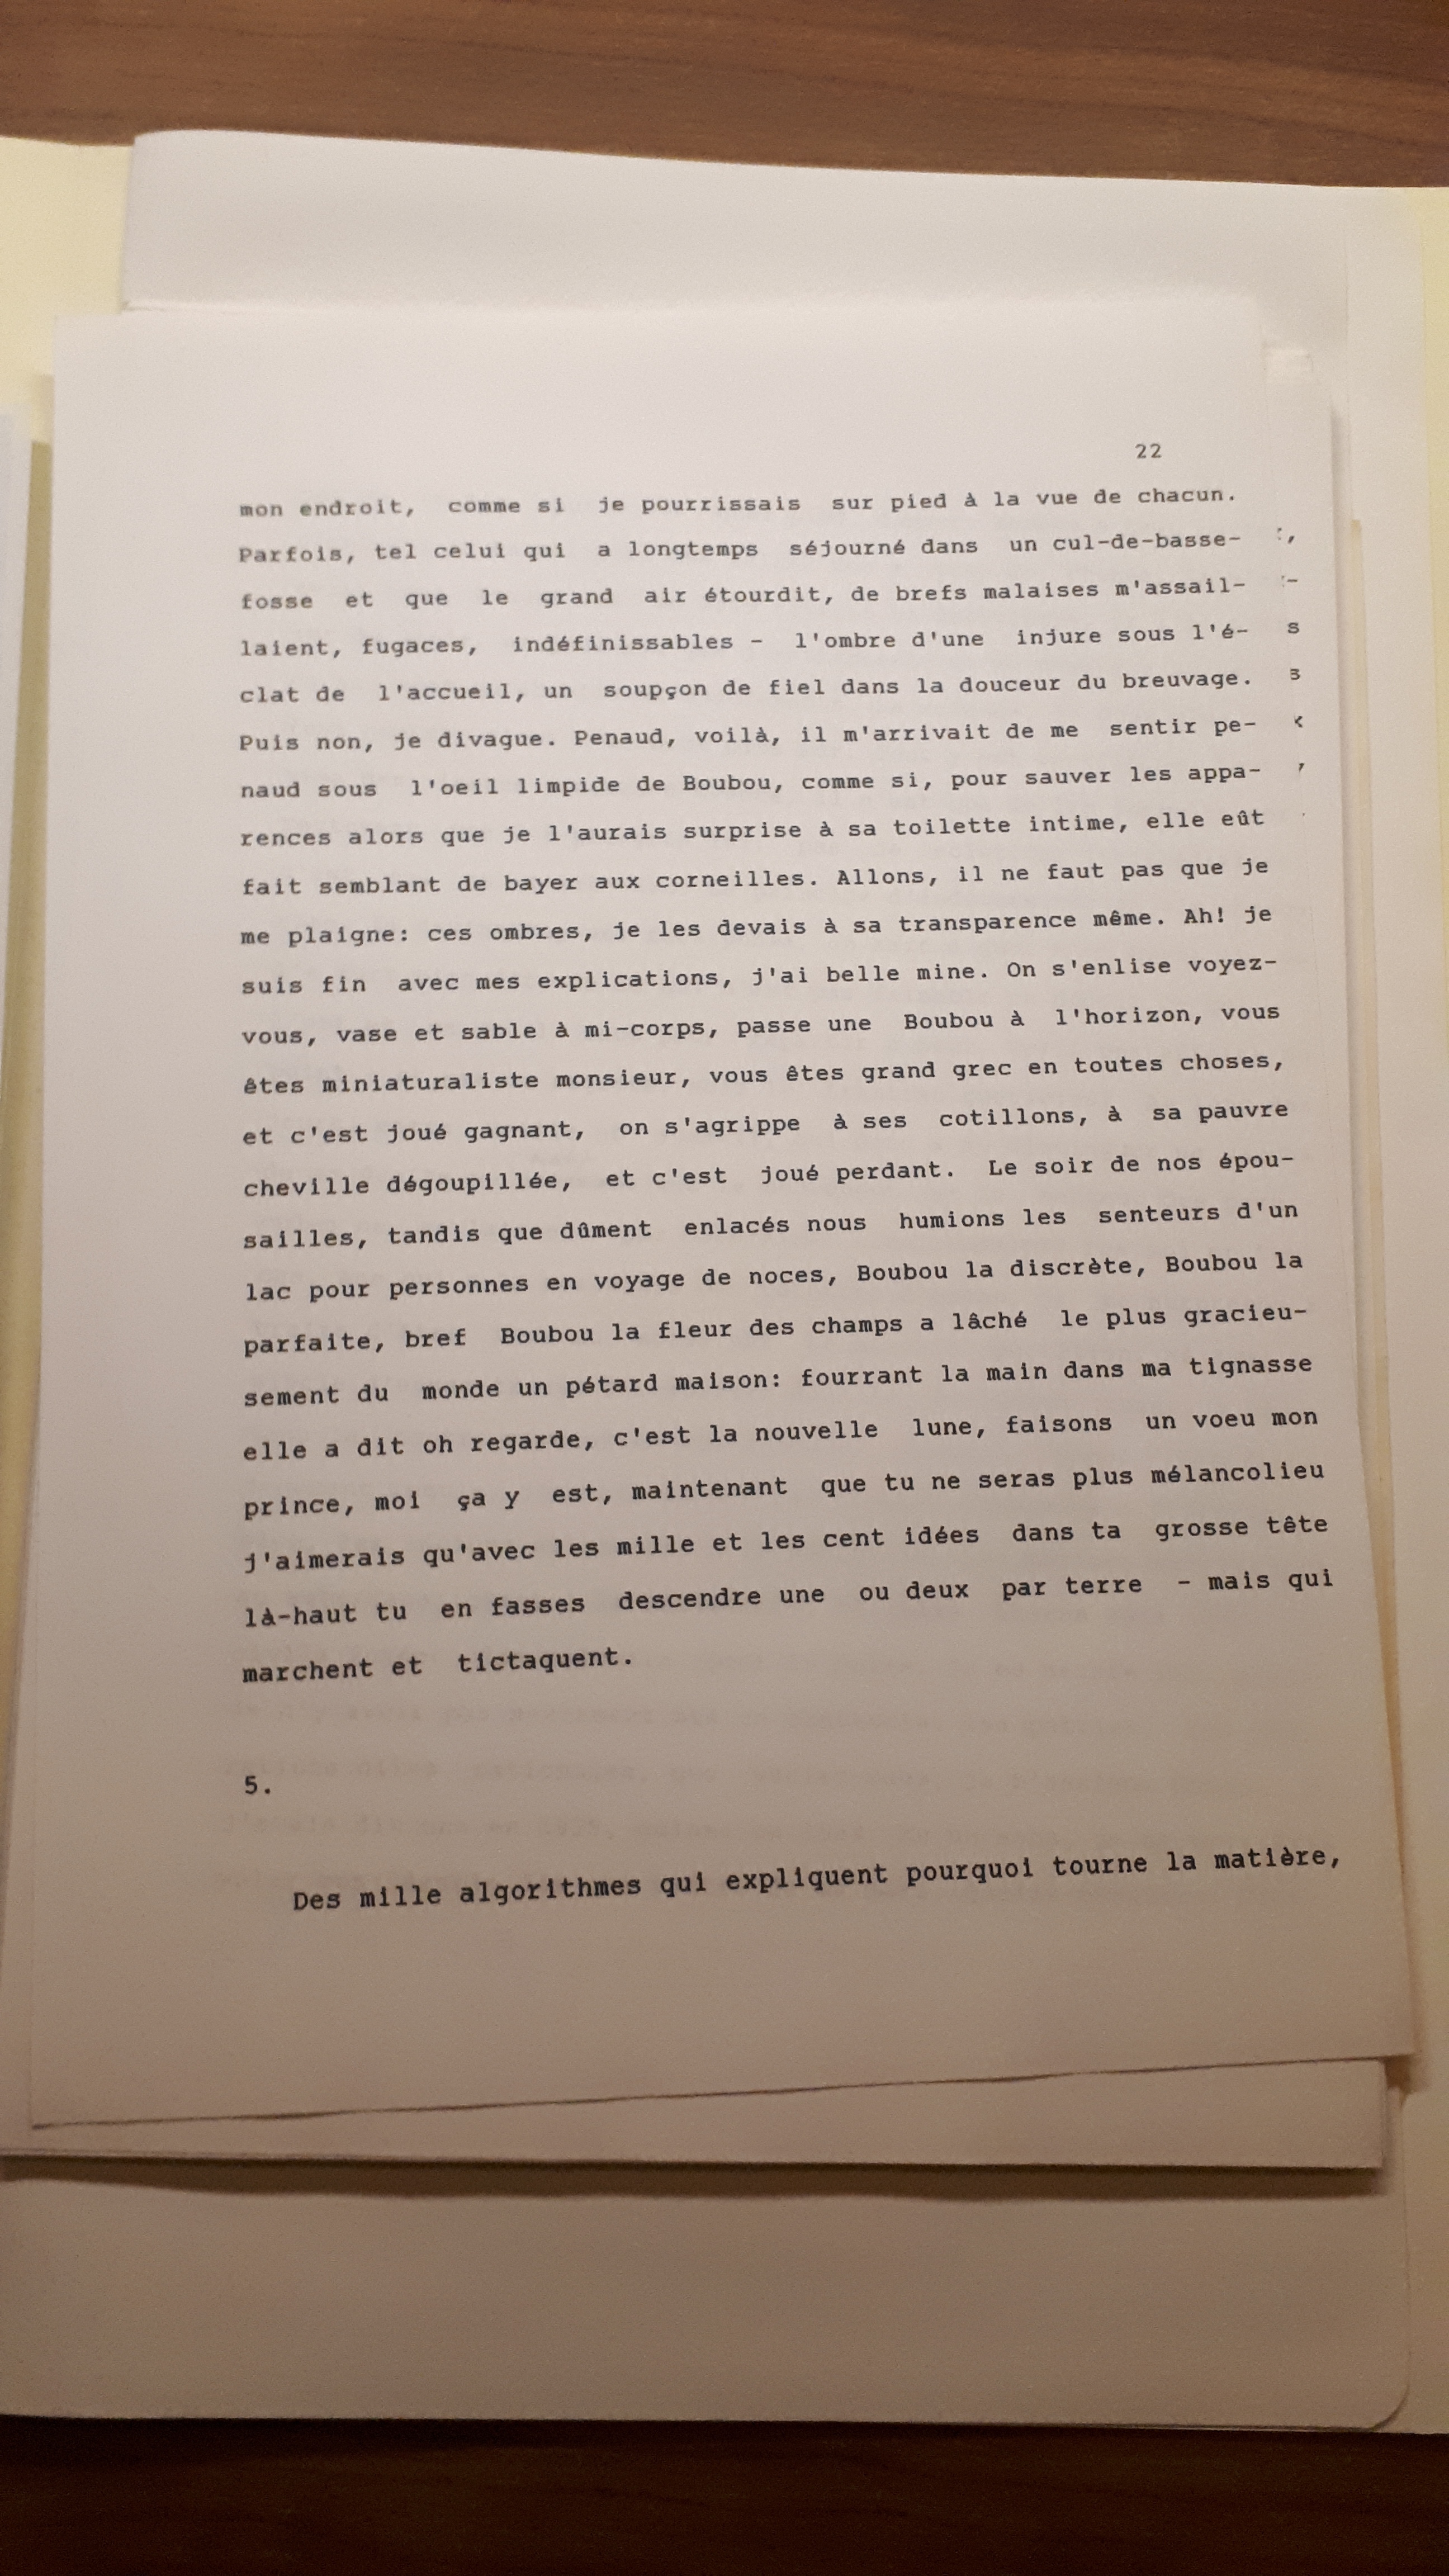 22
mon endroit, comme si je pourrissais sur pied à la vue de chacun.
Parfois, tel celui qui a longtemps séjourné dans un cul-de-basse-
fosse et que le grand air étourdit, de brefs malaises m'assail-
laient, fugaces, indéfinissables - l'ombre d'une injure sous l'é-
clat de l'accueil, un soupçon de fiel dans la douceur du breuvage.
Puis non, je divague. Penaud, voilà, il m'arrivait de me sentir pe-
naud sous l'oeil limpide de Boubou, comme si, pour sauver les appa-
rences alors que je l'aurais surprise à sa toilette intime, elle eût
fait semblant de bayer aux corneilles. Allons, il ne faut pas que je
me plaigne: ces ombres, je les devais à sa transparence même. Ah! je
suis fin avec mes explications, j'ai belle mine. On s'enlise voyez-
vous, vase et sable à mi-corps, passe une Boubou à l'horizon, vous
êtes miniaturaliste monsieur, vous êtes grand grec en toutes choses,
et c'est joué gagnant, on s'agrippe à ses cotillons, à sa pauvre
cheville dégoupillée, et c'est joué perdant. Le soir de nos épou-
sailles, tandis que dûment enlacés nous humions les senteurs d'un
lac pour personnes en voyage de noces, Boubou la discrète, Boubou la
parfaite, bref Boubou la fleur des champs a lâché le plus gracieu-
sement du monde un pétard maison: fourrant la main dans ma tignasse
elle a dit oh regarde, c'est la nouvelle lune, faisons un voeu mon
prince, moi ça y est, maintenant que tu ne seras plus mélancolieu
j'aimerais qu'avec les mille et les cent idées dans ta grosse tête
là-haut tu en fasses descendre une ou deux par terre - mais qui
marchent et tictaquent.
5.
Des mille algorithmes qui expliquent pourquoi tourne la matière,